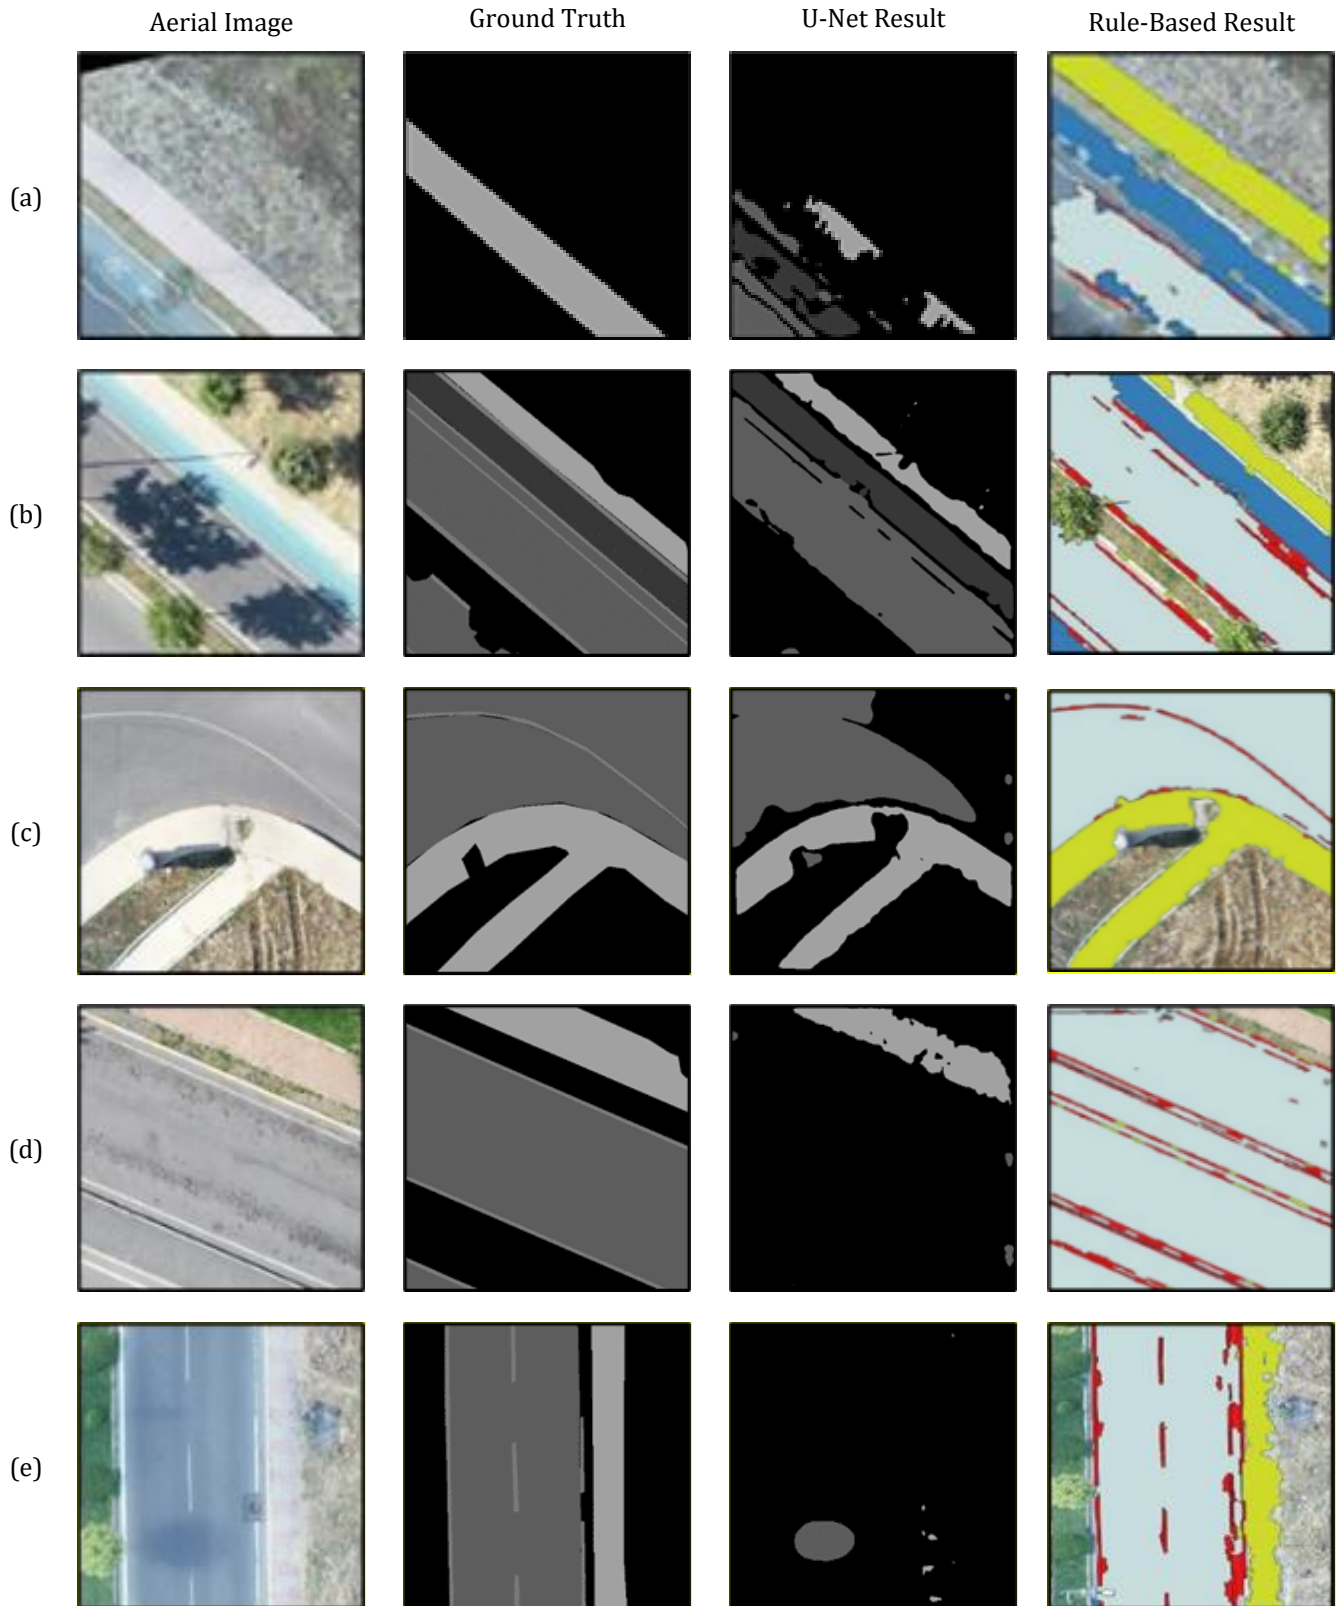 Aerial Image Ground Truth U-Net Result Rule-Based Result
(a)
(b)
(c)
(d)
(e)